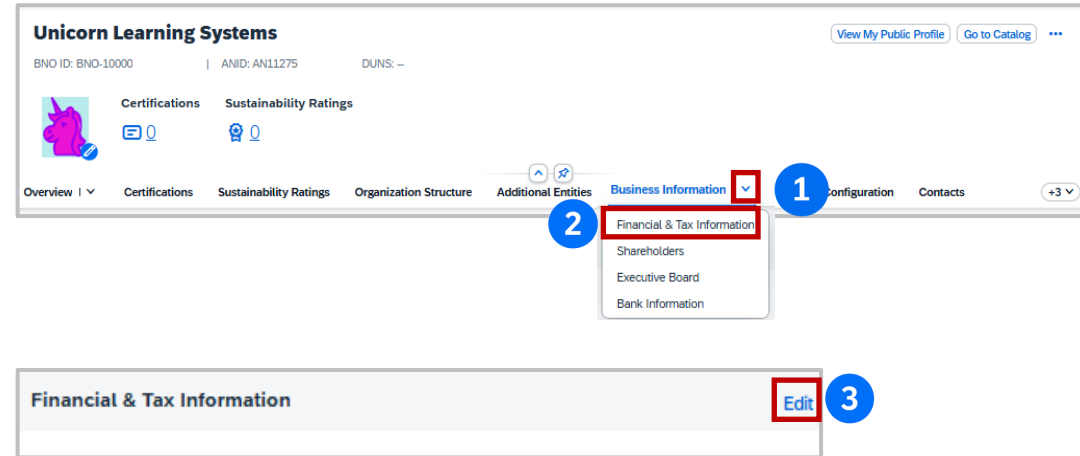 Unicorn Learning Systems
View My Public Profile Go to Catalog •••
BNO ID: BNO-10000 | ANID: AN11275 DUNS: –
Certifications Sustainability Ratings
0 0
Overview | Certifications Sustainability Ratings Organization Structure Additional Entities Business Information 1 Configuration Contacts +3
2 Financial & Tax Information
Shareholders
Executive Board
Bank Information
Financial & Tax Information Edit 3